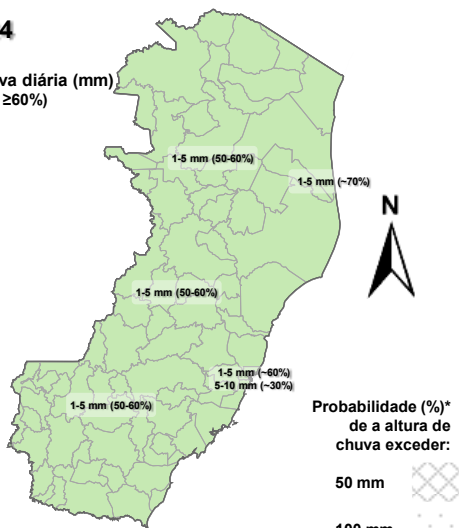 4
va diária (mm)
≥60%)
1-5 mm (50-60%)
1-5 mm (~70%)
N
1-5 mm (50-60%)
1-5 mm (~60%)
5-10 mm (~30%)
1-5 mm (50-60%)
Probabilidade (%)*
de a altura de
chuva exceder:
50 mm
100 mm